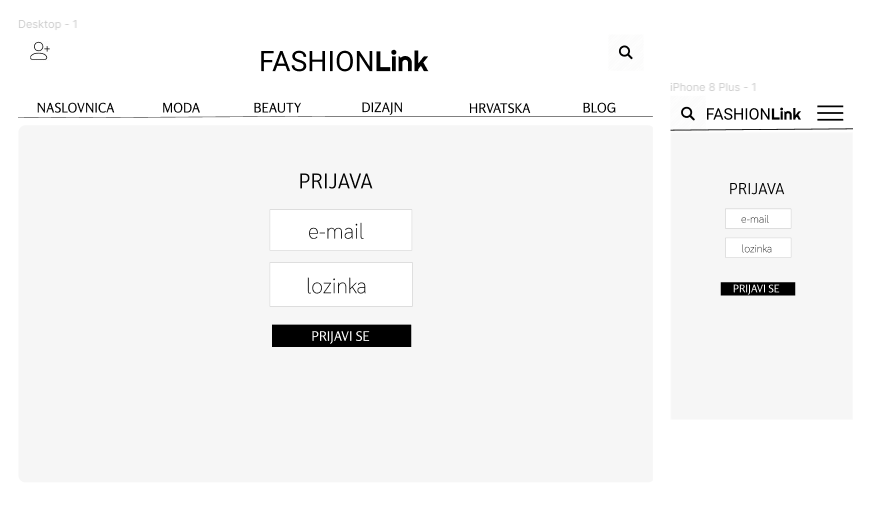 Desktop - 1
FASHIONLink
NASLOVNICA MODA BEAUTY DIZAJN HRVATSKA BLOG
PRIJAVA
e-mail
lozinka
PRIJAVI SE
iPhone 8 Plus - 1
FASHIONLink
PRIJAVA
e-mail
lozinka
PRIJAVI SE